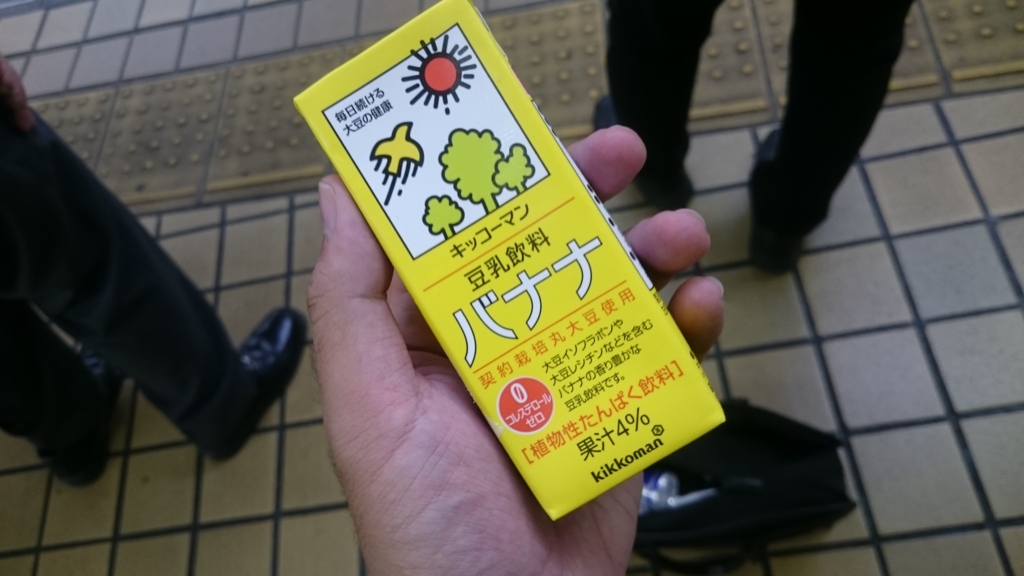 毎日続ける
大豆の健康
キッコーマン
豆乳飲料
バナナ
契約栽培丸大豆使用
大豆イソフラボンや
大豆レシチンなどを含む
バナナの香り豊かな
豆乳飲料です。
0
コレステロール
ゼロ
[植物性たんぱく飲料]
果汁4%
kikkoman®